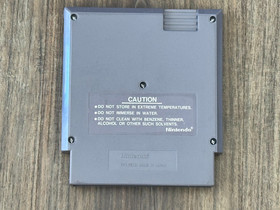 CAUTION
●DO NOT STORE IN EXTREME TEMPERATURES.
●DO NOT IMMERSE IN WATER.
●DO NOT CLEAN WITH BENZENE, THINNER,
ALCOHOL OR OTHER SUCH SOLVENTS.
Nintendo